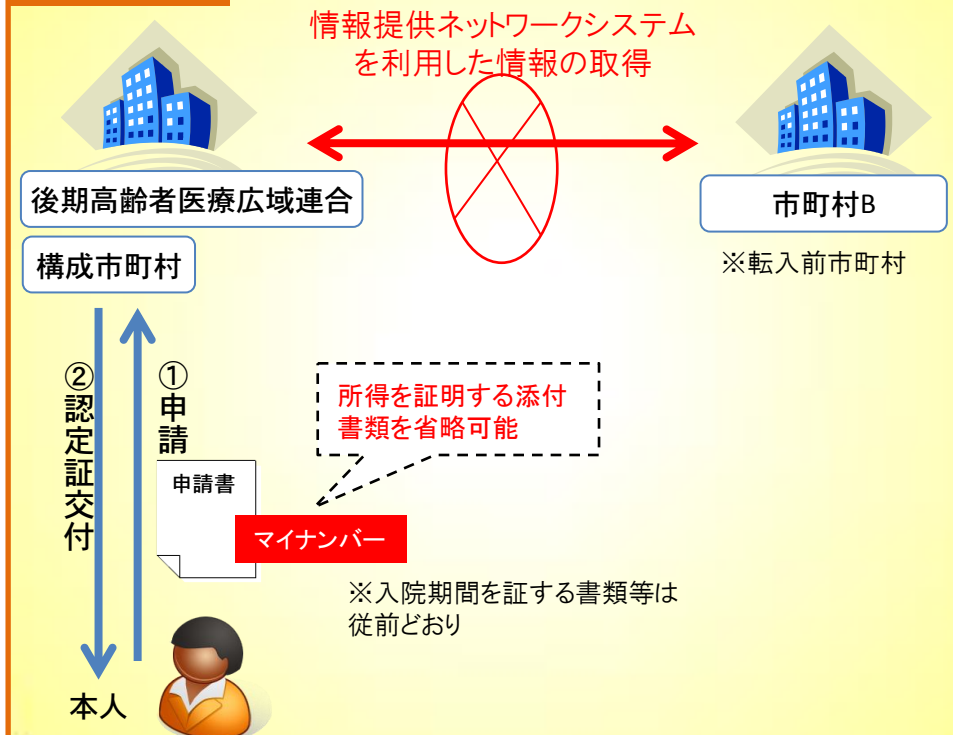 情報提供ネットワークシステム
を利用した情報の取得
後期高齢者医療広域連合
構成市町村
市町村B
※転入前市町村
②認定証交付
①申請
所得を証明する添付
書類を省略可能
申請書
マイナンバー
※入院期間を証する書類等は
従前どおり
本人